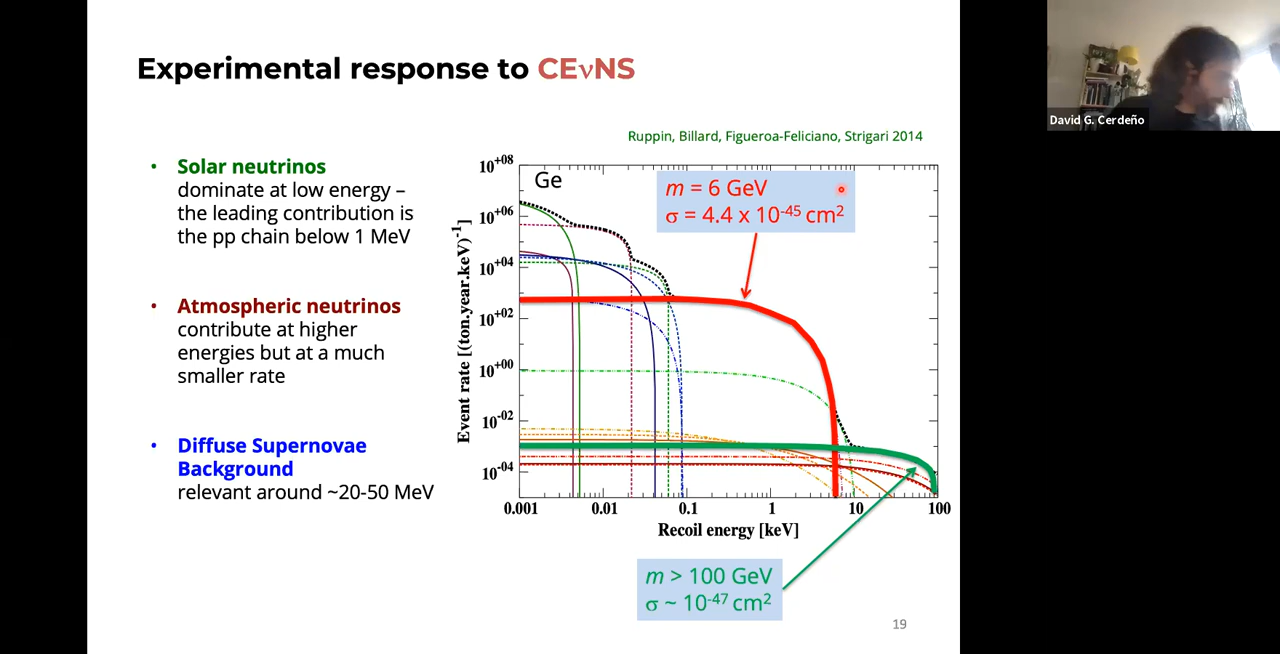 Experimental response to CEνNS
David G. Cerdeño
Ruppin, Billard, Figueroa-Feliciano, Strigari 2014
• Solar neutrinos
dominate at low energy –
the leading contribution is
the pp chain below 1 MeV
• Atmospheric neutrinos
contribute at higher
energies but at a much
smaller rate
• Diffuse Supernovae
Background
relevant around ~20-50 MeV
Event rate [(ton.year.keV)⁻¹]
10⁺⁰⁸
10⁺⁰⁶
10⁺⁰⁴
10⁺⁰²
10⁺⁰⁰
10⁻⁰²
10⁻⁰⁴
Ge
m = 6 GeV
σ = 4.4 x 10⁻⁴⁵ cm²
0.001 0.01 0.1 1 10 100
Recoil energy [keV]
m > 100 GeV
σ ~ 10⁻⁴⁷ cm²
19